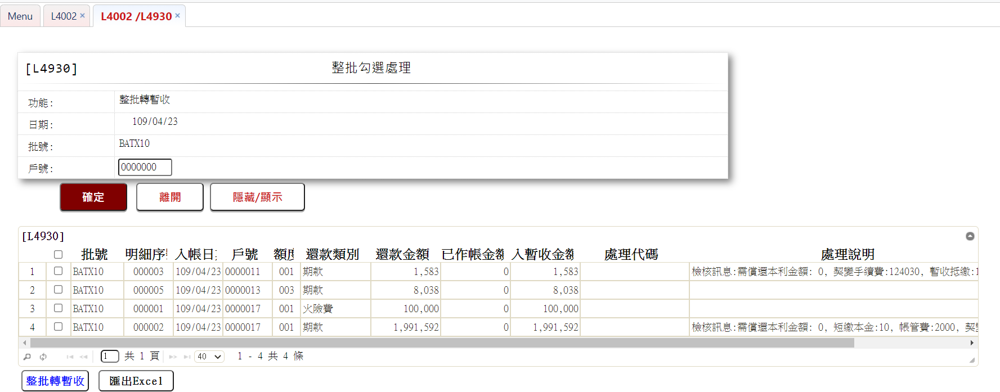 Menu L4002 × L4002 /L4930 ×
[L4930] 整批勾選處理
功能: 整批轉暫收
日期: 109/04/23
批號: BATX10
戶號: 0000000
確定 離開 隱藏/顯示
[L4930]
批號 明細序 入帳日 戶號 額度 還款類別 還款金額 已作帳金額 入暫收金額 處理代碼 處理說明
1 BATX10 000003 109/04/23 0000011 001 期款 1,583 0 1,583 檢核訊息:需償還本利金額: 0, 契變手續費:124030, 暫收抵繳:1
2 BATX10 000005 109/04/23 0000013 003 期款 8,038 0 8,038
3 BATX10 000001 109/04/23 0000017 001 火險費 100,000 0 100,000
4 BATX10 000002 109/04/23 0000017 001 期款 1,991,592 0 1,991,592 檢核訊息:需償還本利金額: 0, 短繳本金:10, 帳管費:2000, 契變
1 共 1 頁 40 1 - 4 共 4 條
整批轉暫收 匯出Excel